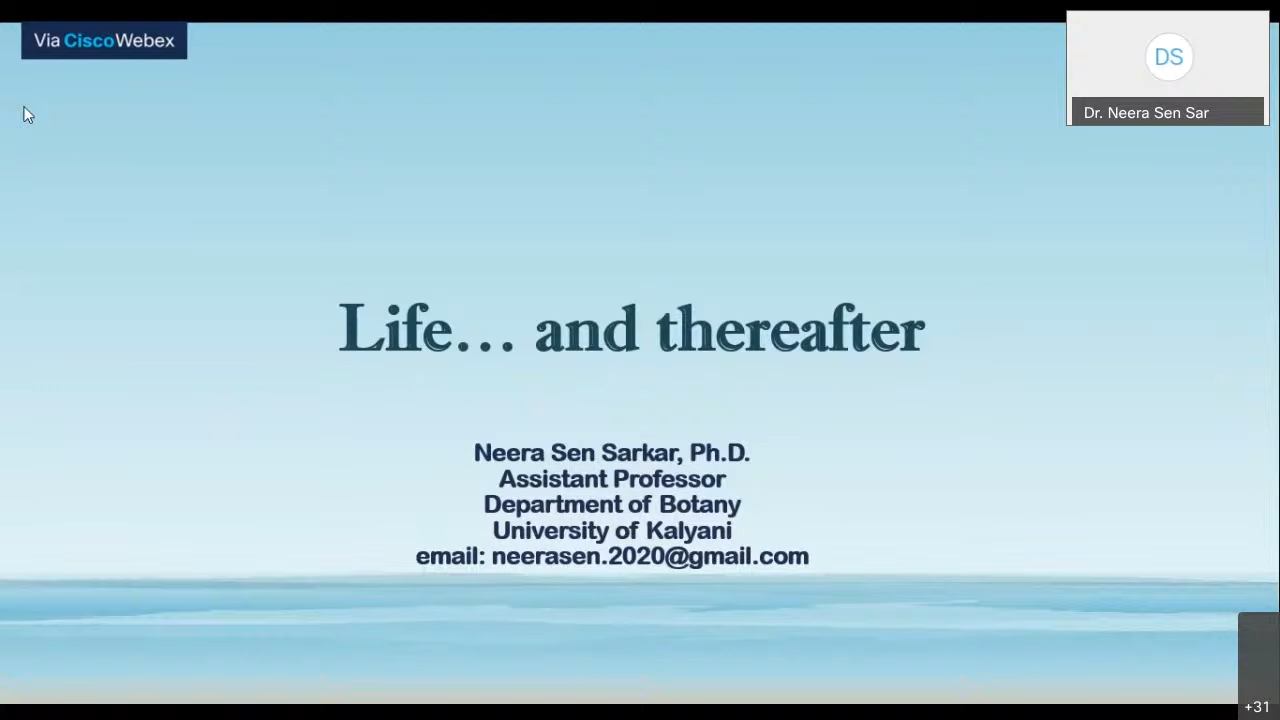 Via CiscoWebex
DS
Dr. Neera Sen Sar
Life... and thereafter
Neera Sen Sarkar, Ph.D.
Assistant Professor
Department of Botany
University of Kalyani
email: neerasen.2020@gmail.com
+31